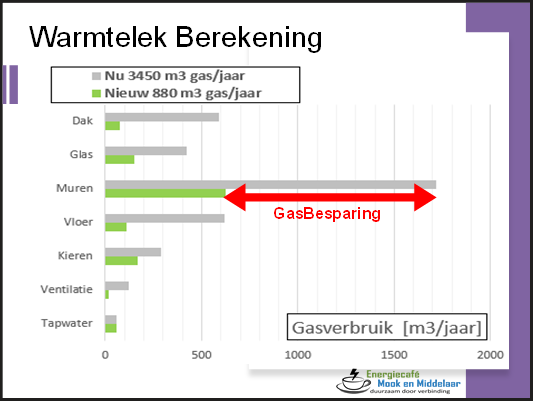 Warmtelek Berekening
Nu 3450 m3 gas/jaar
Nieuw 880 m3 gas/jaar
Dak
Glas
Muren
GasBesparing
Vloer
Kieren
Ventilatie
Tapwater
Gasverbruik [m3/jaar]
0 500 1000 1500 2000
Energiecafé
Mook en Middelaar
duurzaam door verbinding